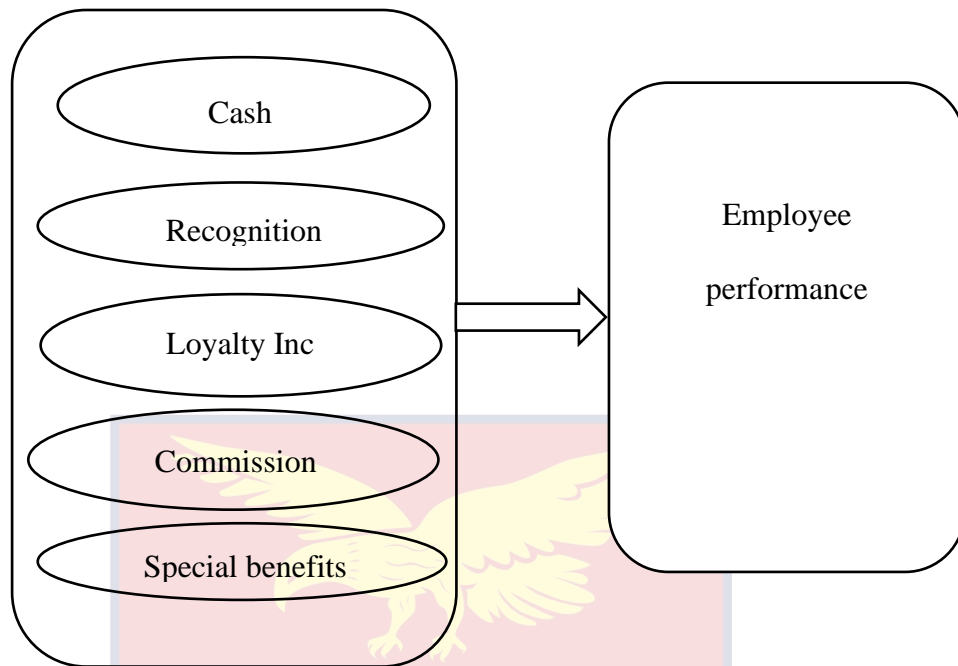 Cash
Recognition
Loyalty Inc
Commission
Special benefits
Employee
performance